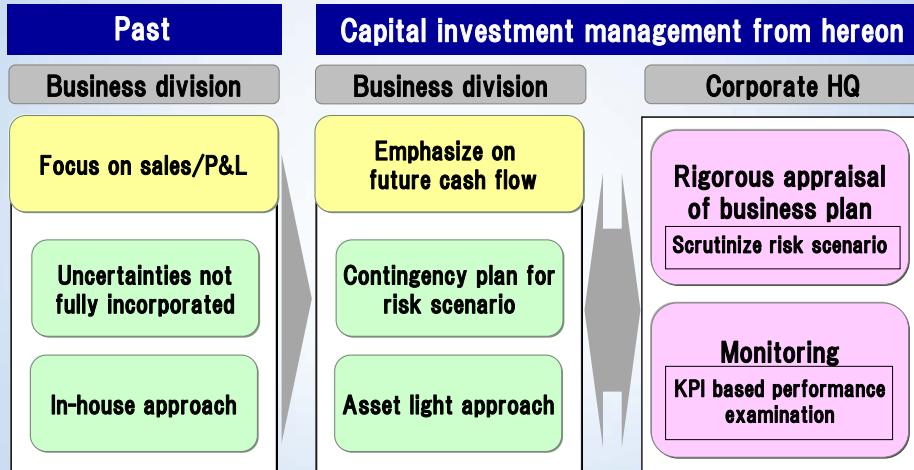 Past
Business division
Focus on sales/P&L
Uncertainties not
fully incorporated
In-house approach
Capital investment management from hereon
Business division
Emphasize on
future cash flow
Contingency plan for
risk scenario
Asset light approach
Corporate HQ
Rigorous appraisal
of business plan
Scrutinize risk scenario
Monitoring
KPI based performance
examination